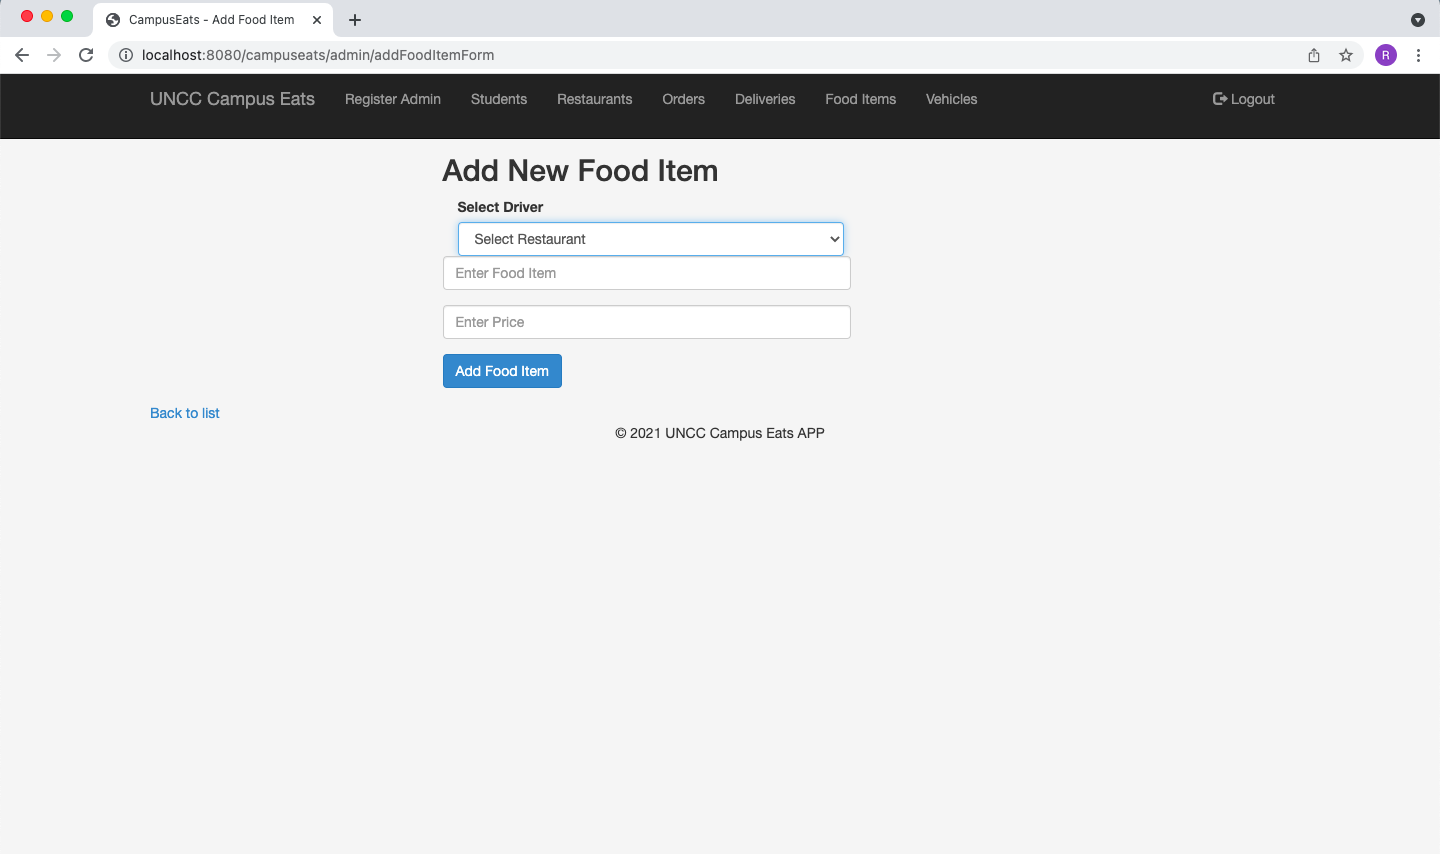 CampusEats - Add Food Item
localhost:8080/campuseats/admin/addFoodItemForm
R
UNCC Campus Eats Register Admin Students Restaurants Orders Deliveries Food Items Vehicles Logout
Add New Food Item
Select Driver
Select Restaurant
Enter Food Item
Enter Price
Add Food Item
Back to list
© 2021 UNCC Campus Eats APP